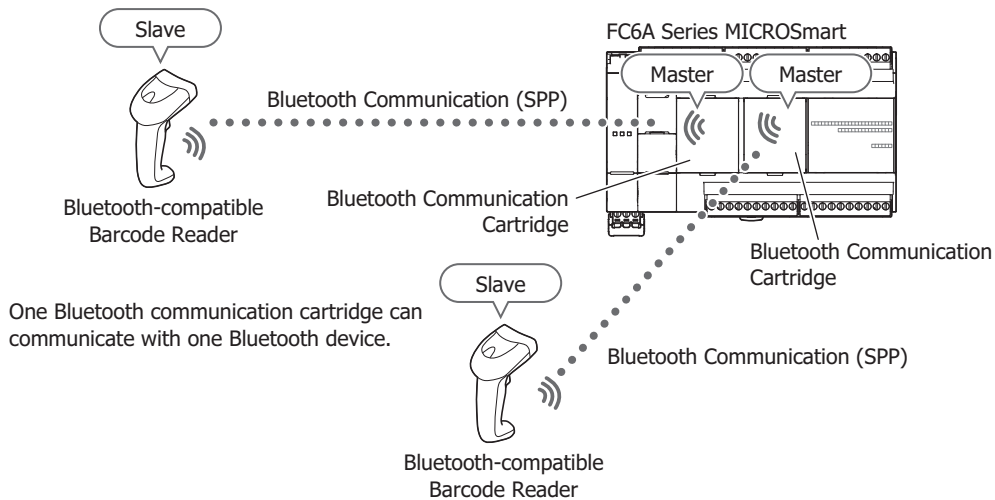 Slave
FC6A Series MICROSmart
Master
Master
Bluetooth Communication (SPP)
Bluetooth Communication
Cartridge
Bluetooth-compatible
Barcode Reader
Bluetooth Communication
Cartridge
Slave
One Bluetooth communication cartridge can
communicate with one Bluetooth device.
Bluetooth Communication (SPP)
Bluetooth-compatible
Barcode Reader